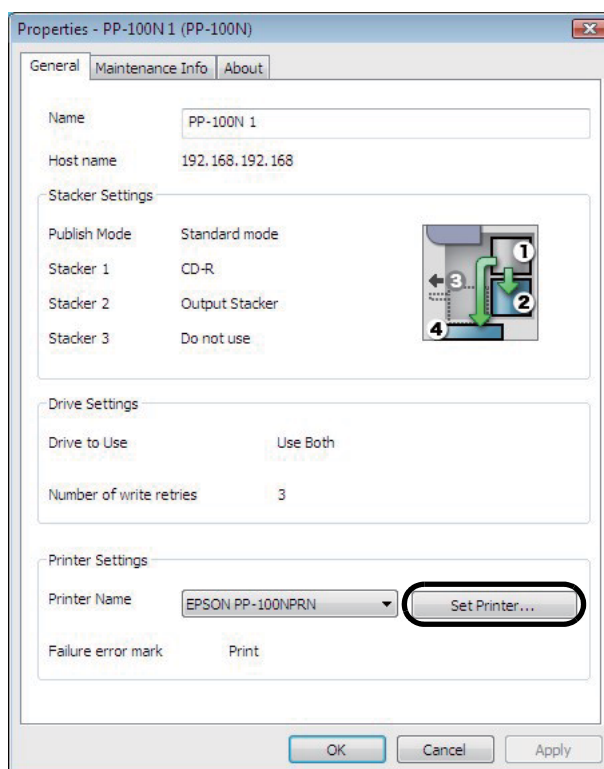 Properties - PP-100N 1 (PP-100N)
General Maintenance Info About
Name PP-100N 1
Host name 192.168.192.168
Stacker Settings
Publish Mode Standard mode
Stacker 1 CD-R
Stacker 2 Output Stacker
Stacker 3 Do not use
1
3
2
4
Drive Settings
Drive to Use Use Both
Number of write retries 3
Printer Settings
Printer Name EPSON PP-100NPRN Set Printer...
Failure error mark Print
OK Cancel Apply